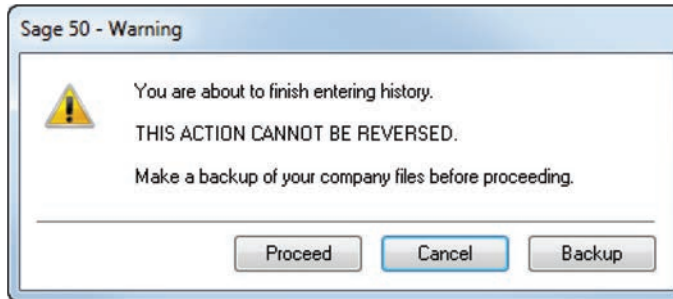 Sage 50 - Warning
You are about to finish entering history.
THIS ACTION CANNOT BE REVERSED.
Make a backup of your company files before proceeding.
Proceed Cancel Backup